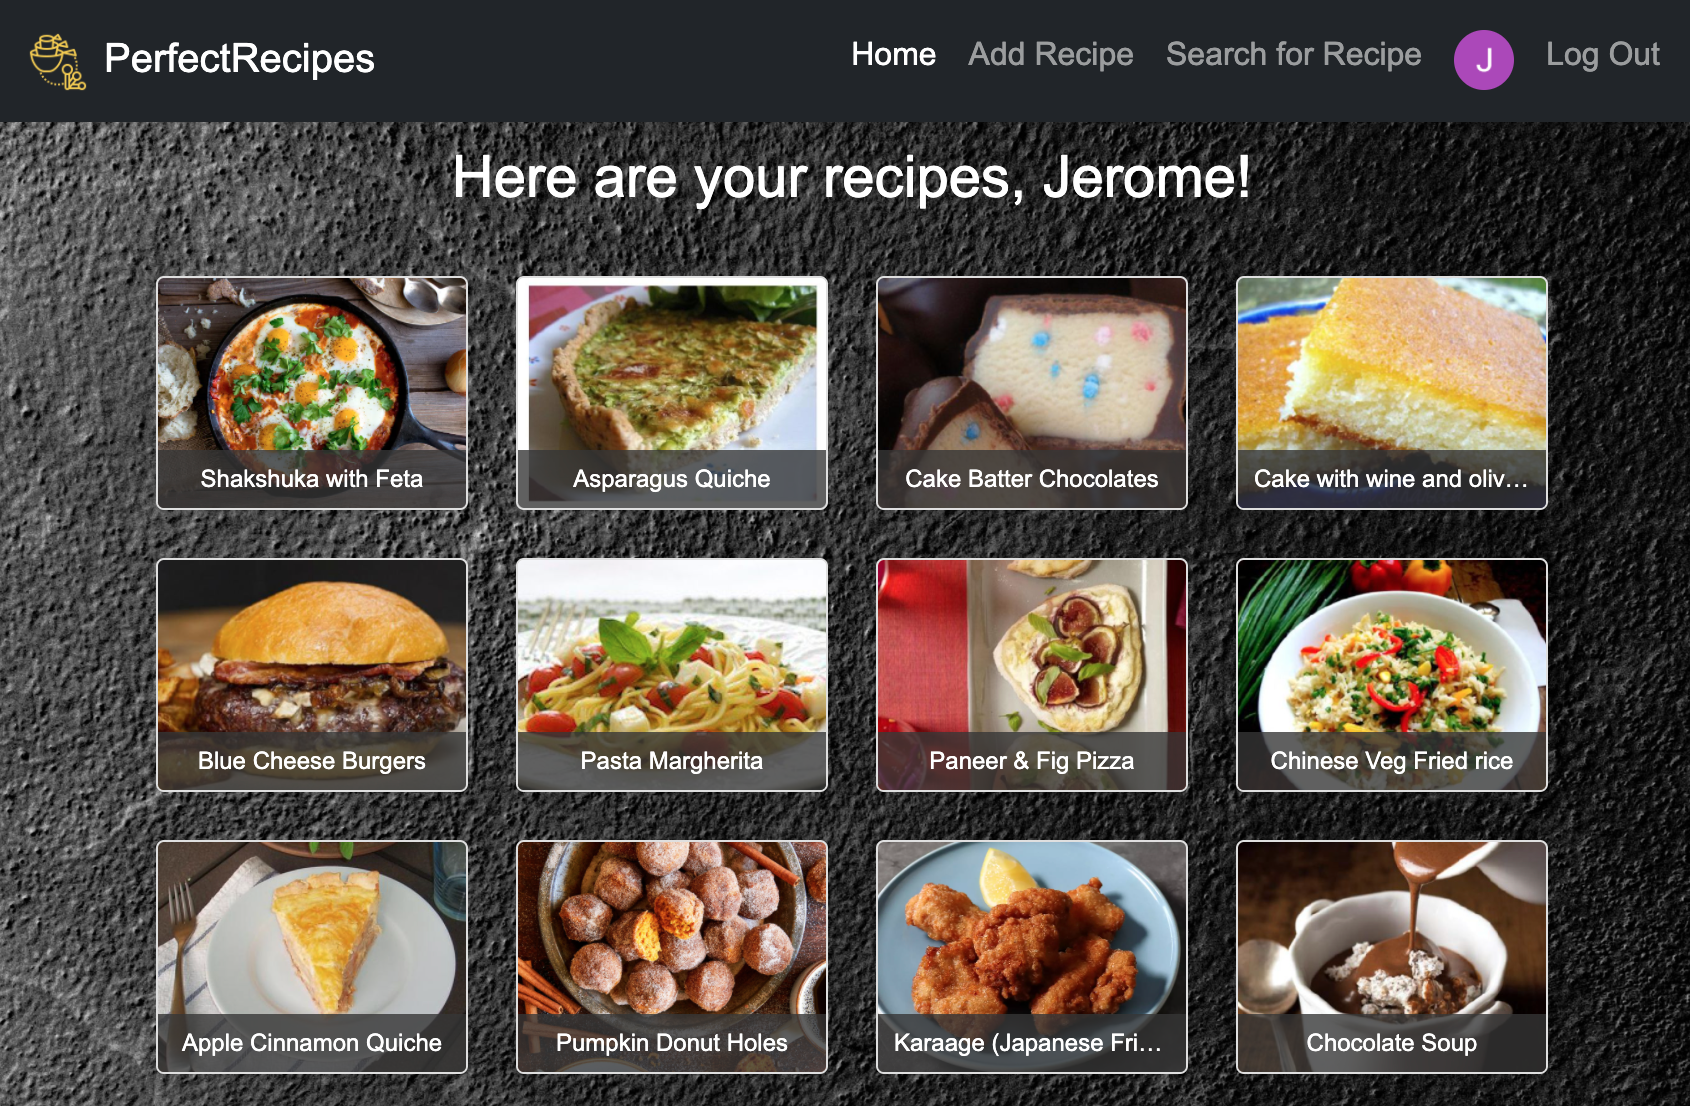 PerfectRecipes
Home Add Recipe Search for Recipe J Log Out
Here are your recipes, Jerome!
Shakshuka with Feta
Asparagus Quiche
Cake Batter Chocolates
Cake with wine and oliv...
Blue Cheese Burgers
Pasta Margherita
Paneer & Fig Pizza
Chinese Veg Fried rice
Apple Cinnamon Quiche
Pumpkin Donut Holes
Karaage (Japanese Fri...
Chocolate Soup